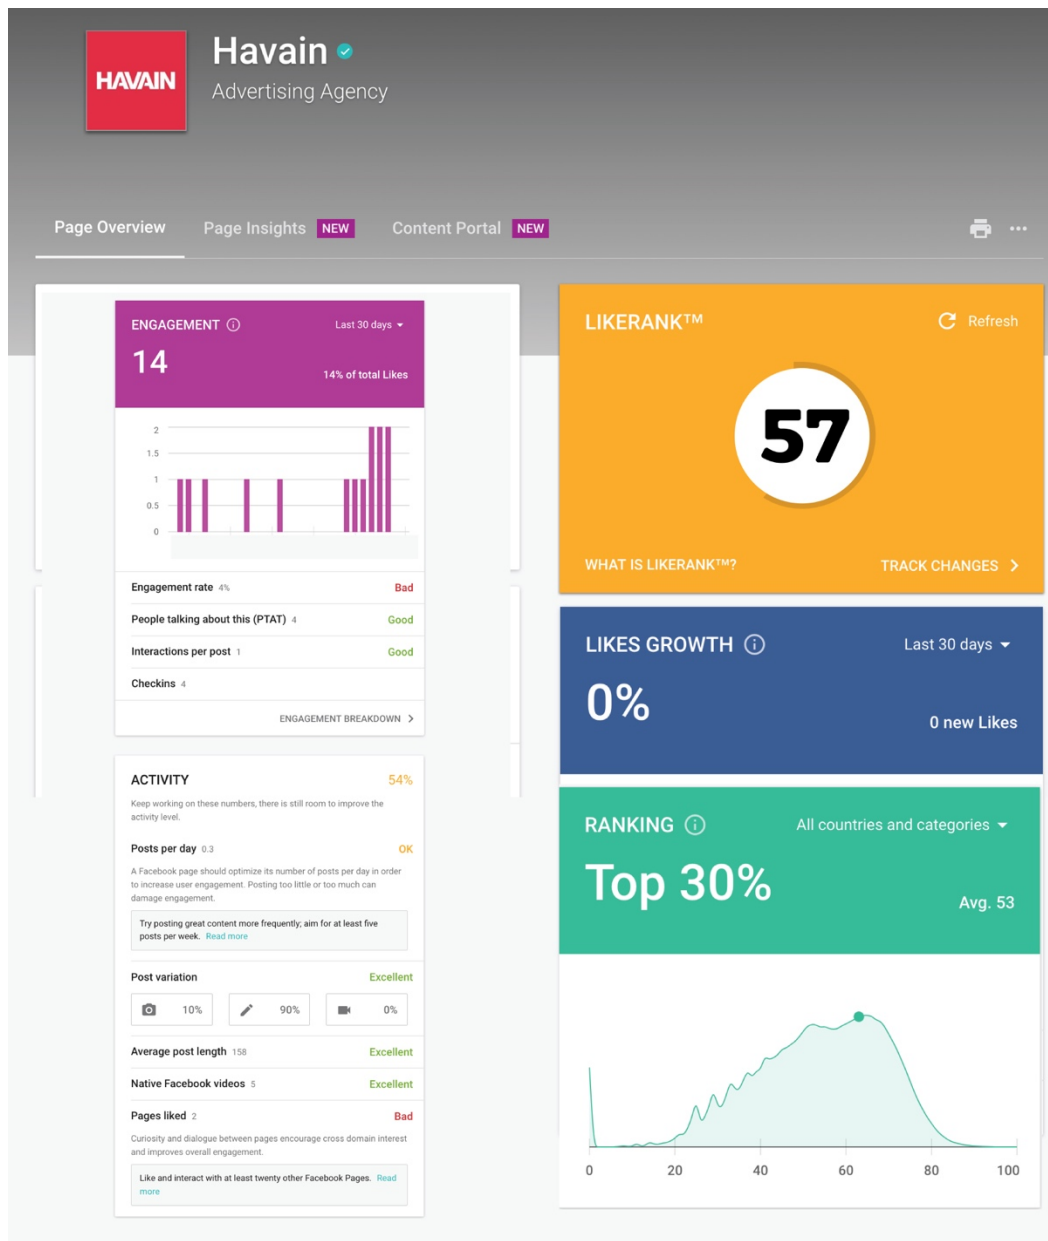 HAVAIN
Havain
Advertising Agency
Page Overview
Page Insights NEW
Content Portal NEW
ENGAGEMENT
Last 30 days
14
14% of total Likes
2
1.5
1
0.5
0
Engagement rate 4% Bad
People talking about this (PTAT) 4 Good
Interactions per post 1 Good
Checkins 4
ENGAGEMENT BREAKDOWN
ACTIVITY 54%
Keep working on these numbers, there is still room to improve the
activity level.
Posts per day 0.3 OK
A Facebook page should optimize its number of posts per day in order
to increase user engagement. Posting too little or too much can
damage engagement.
Try posting great content more frequently; aim for at least five
posts per week. Read more
Post variation Excellent
10% 90% 0%
Average post length 158 Excellent
Native Facebook videos 5 Excellent
Pages liked 2 Bad
Curiosity and dialogue between pages encourage cross domain interest
and improves overall engagement.
Like and interact with at least twenty other Facebook Pages. Read
more
LIKERANK™
Refresh
57
WHAT IS LIKERANK™?
TRACK CHANGES
LIKES GROWTH
Last 30 days
0%
0 new Likes
RANKING
All countries and categories
Top 30%
Avg. 53
0 20 40 60 80 100